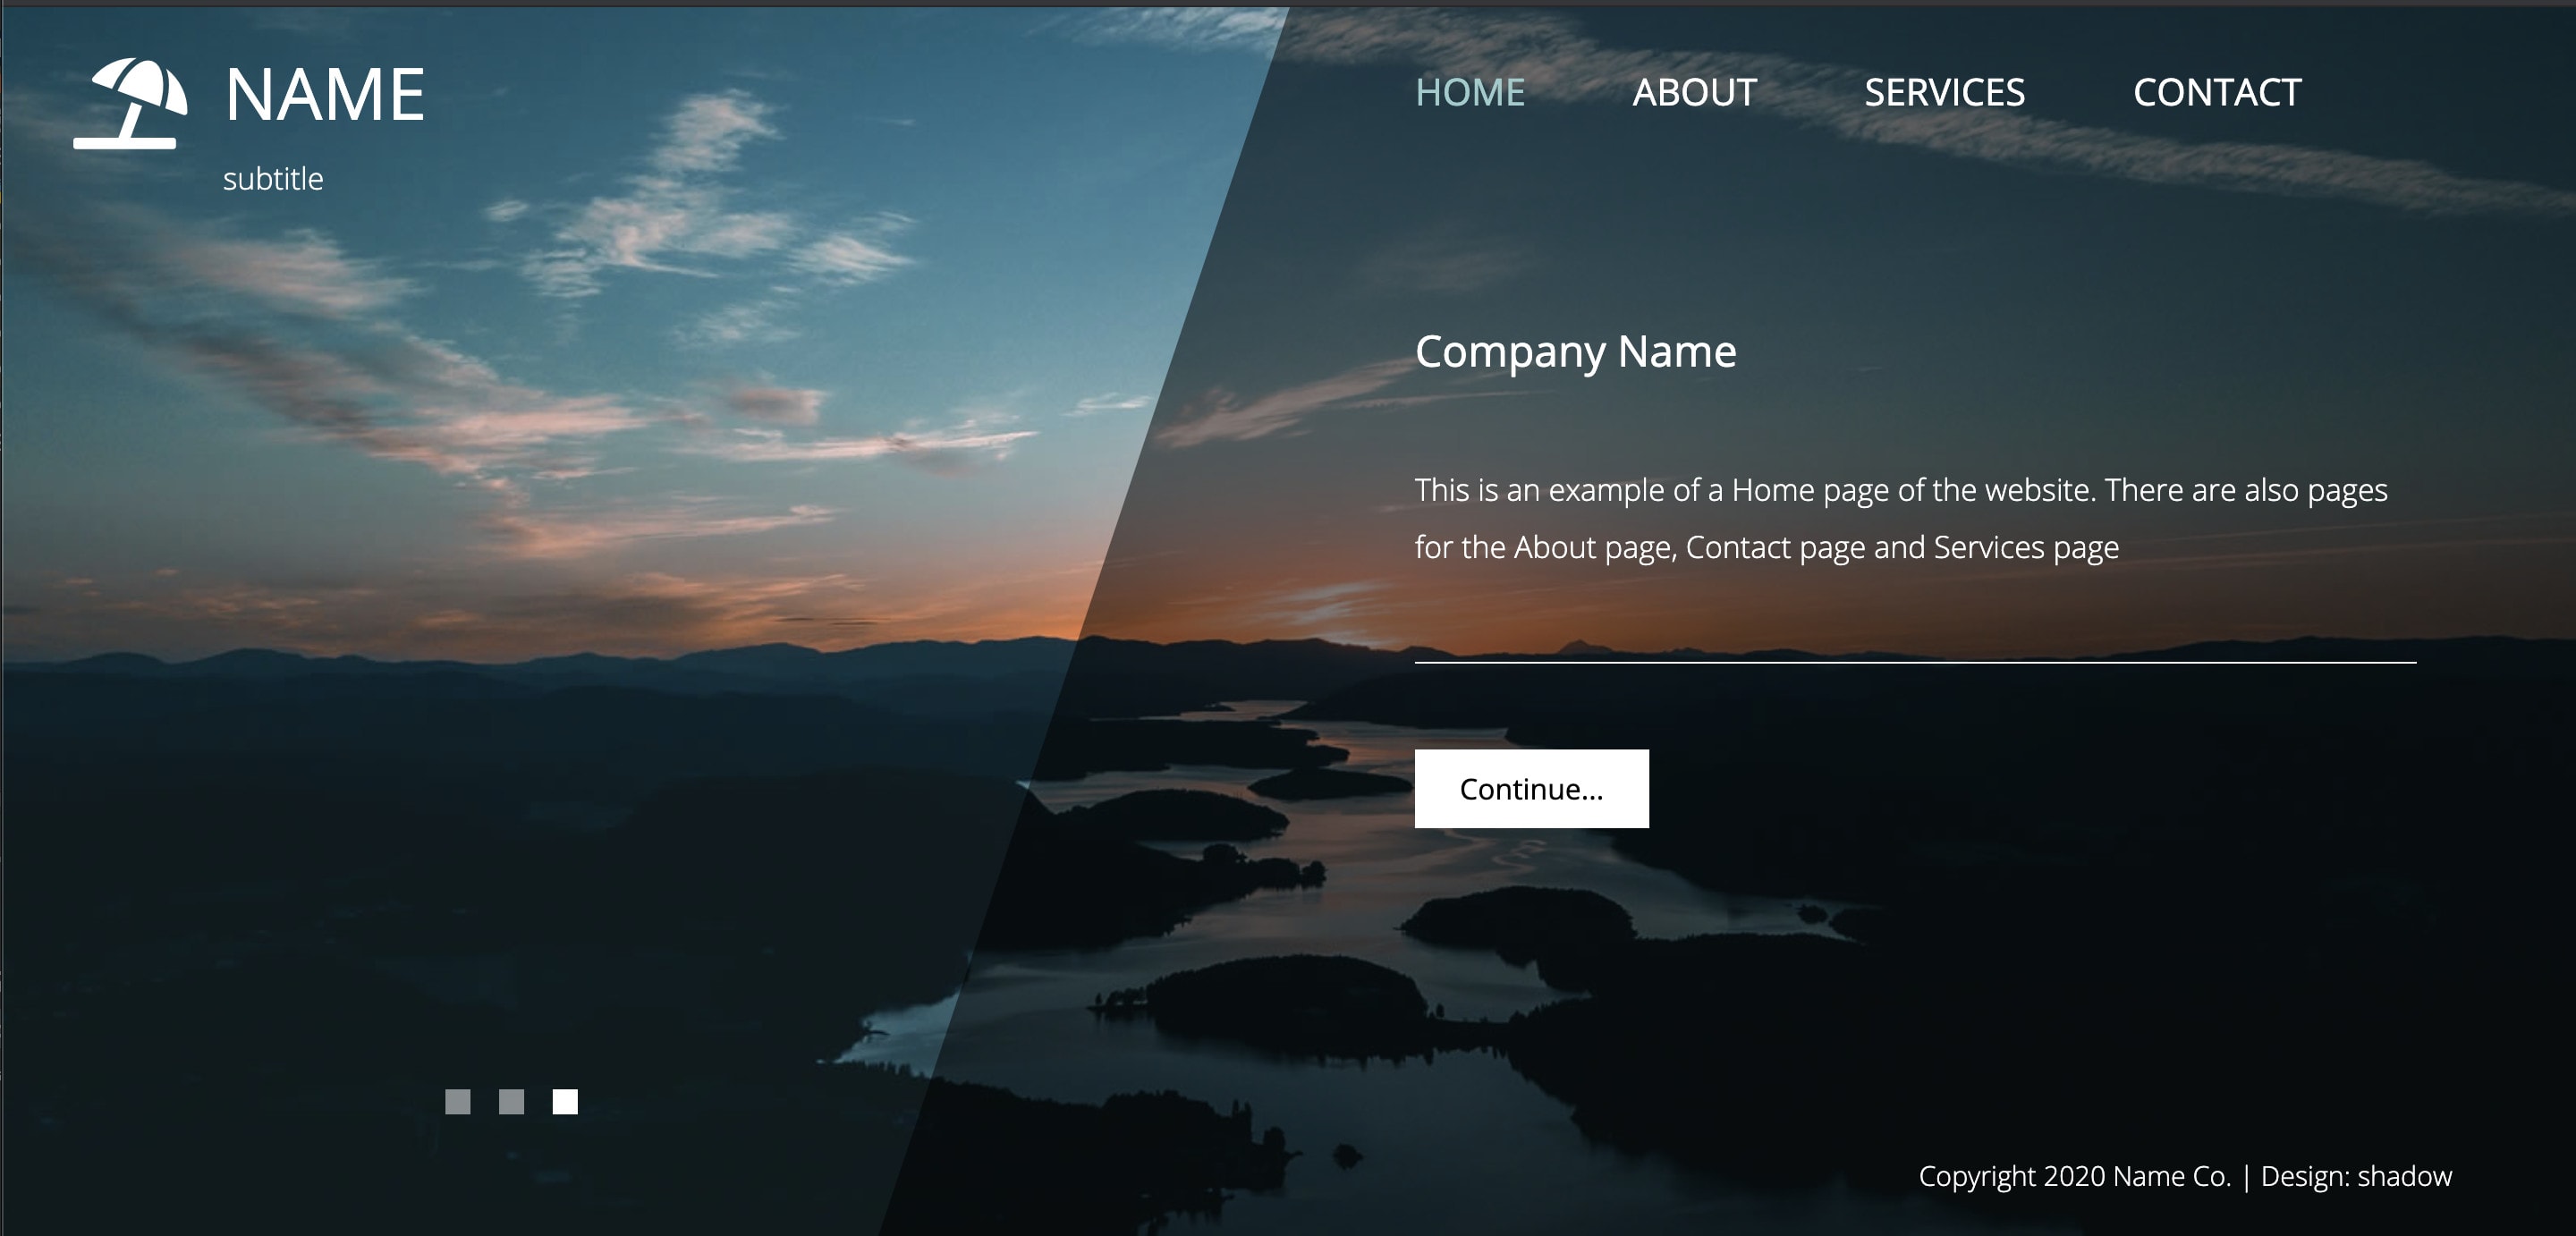 NAME
subtitle
HOME ABOUT SERVICES CONTACT
Company Name
This is an example of a Home page of the website. There are also pages
for the About page, Contact page and Services page
Continue...
Copyright 2020 Name Co. | Design: shadow